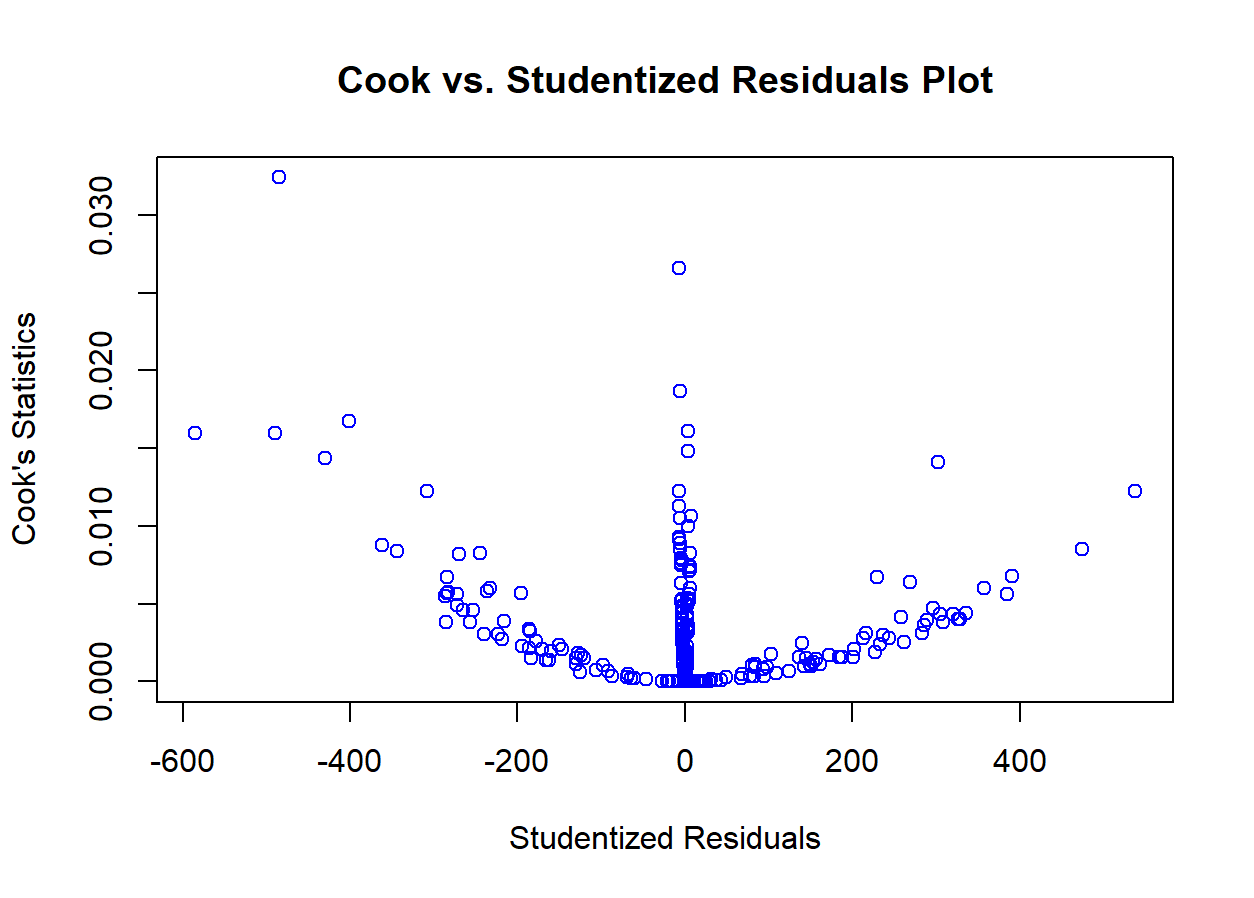 Cook vs. Studentized Residuals Plot
Cook's Statistics
0.030
0.020
0.010
0.000
-600 -400 -200 0 200 400
Studentized Residuals